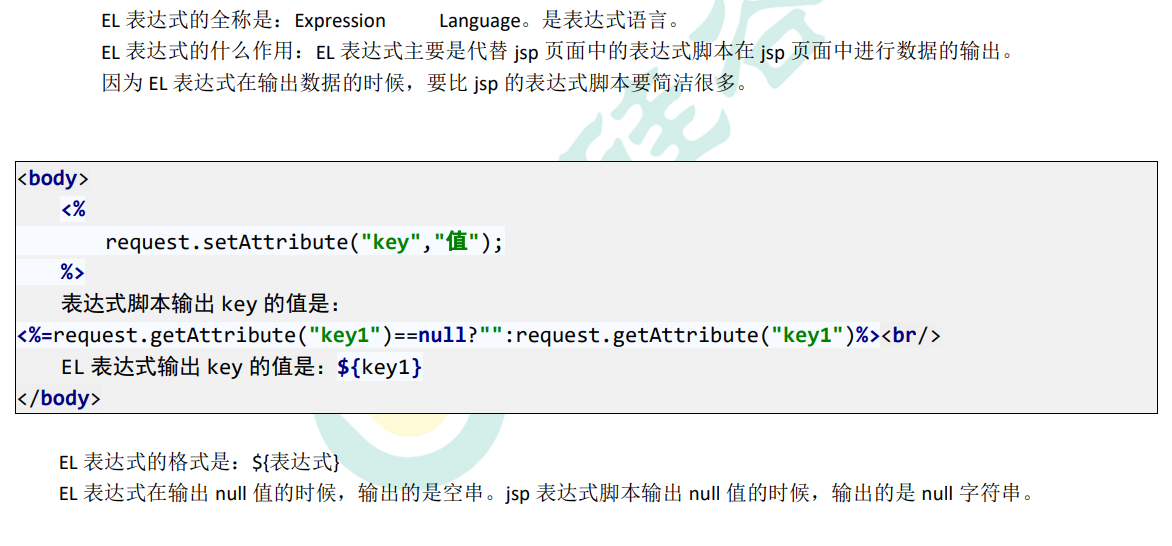 EL 表达式的全称是：Expression Language。是表达式语言。
EL 表达式的什么作用：EL 表达式主要是代替 jsp 页面中的表达式脚本在 jsp 页面中进行数据的输出。
因为 EL 表达式在输出数据的时候，要比 jsp 的表达式脚本要简洁很多。
<body>
<%
request.setAttribute("key","值");
%>
表达式脚本输出 key 的值是：
<%=request.getAttribute("key1")==null?"":request.getAttribute("key1")%><br/>
EL 表达式输出 key 的值是：${key1}
</body>
EL 表达式的格式是：${表达式}
EL 表达式在输出 null 值的时候，输出的是空串。jsp 表达式脚本输出 null 值的时候，输出的是 null 字符串。